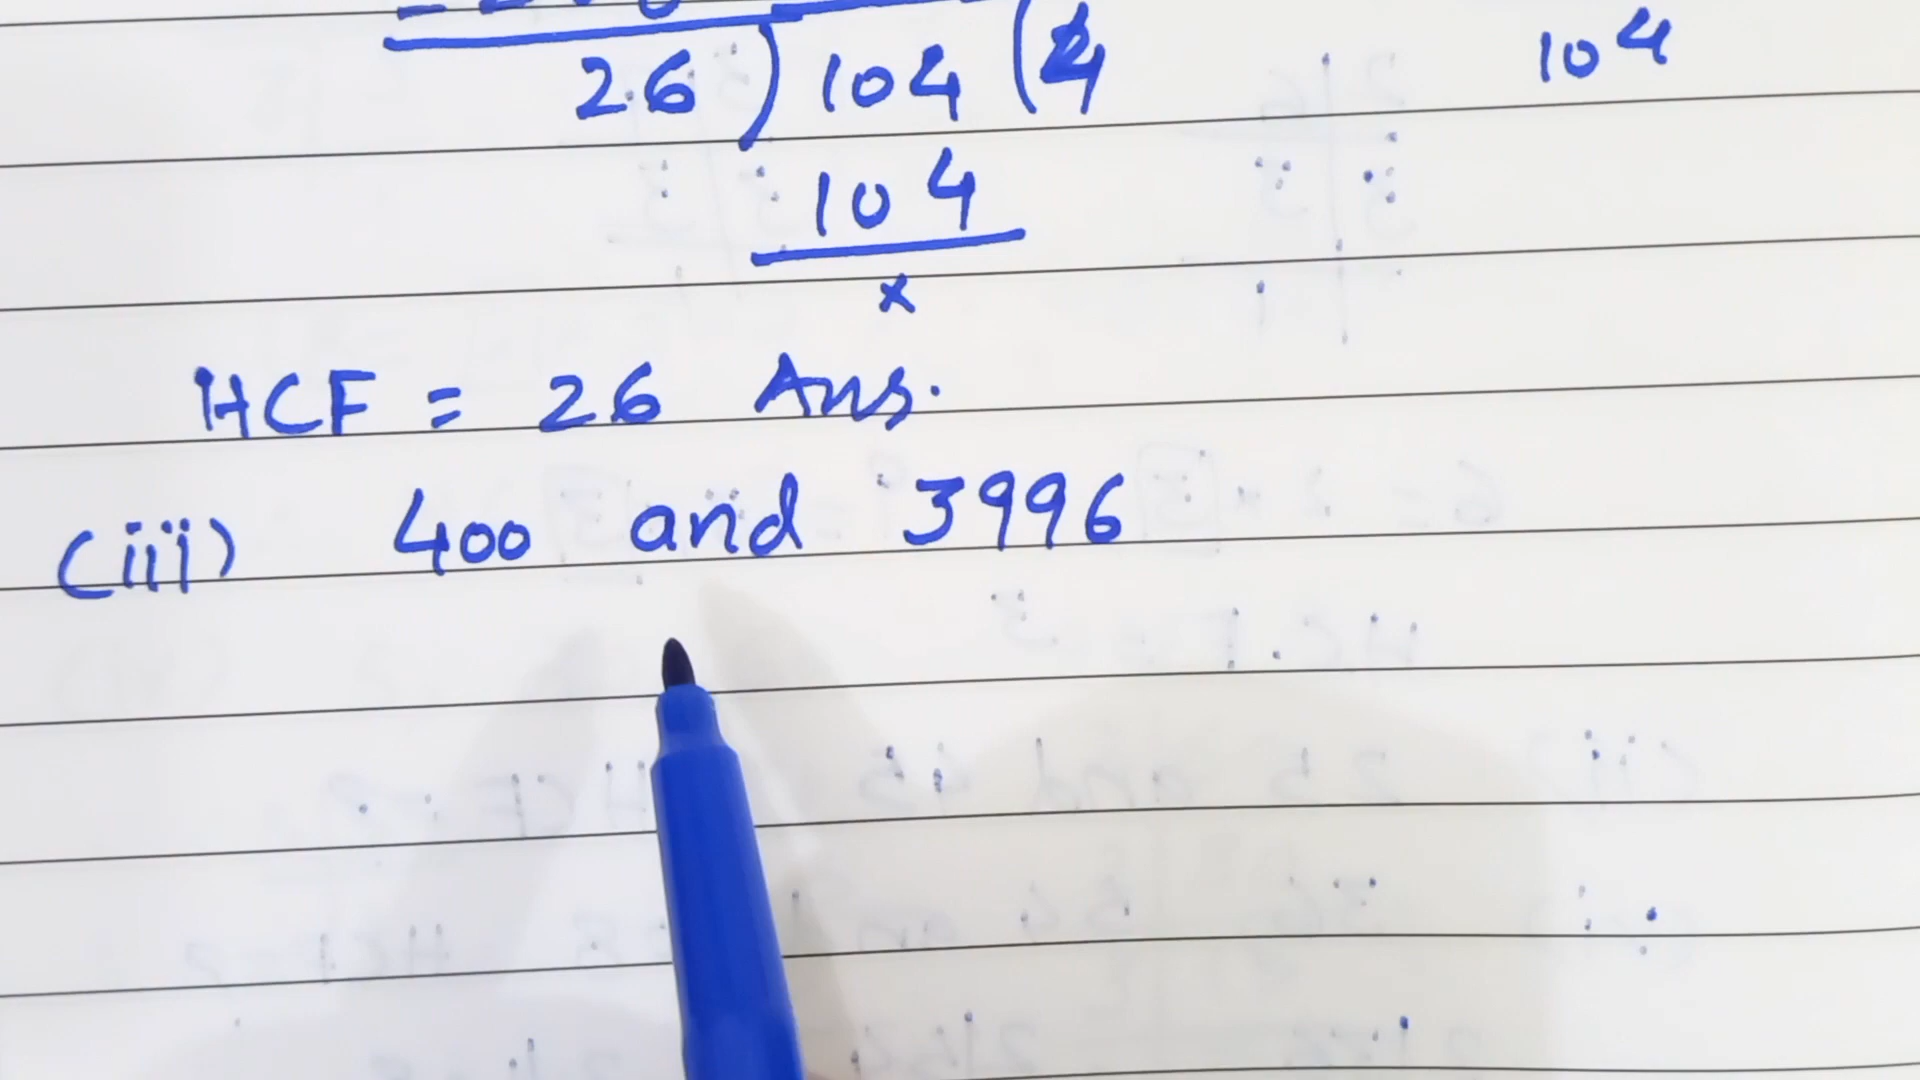 26 ) 104 ( 4 104
104
x
HCF = 26 Ans.
(iii) 400 and 3996